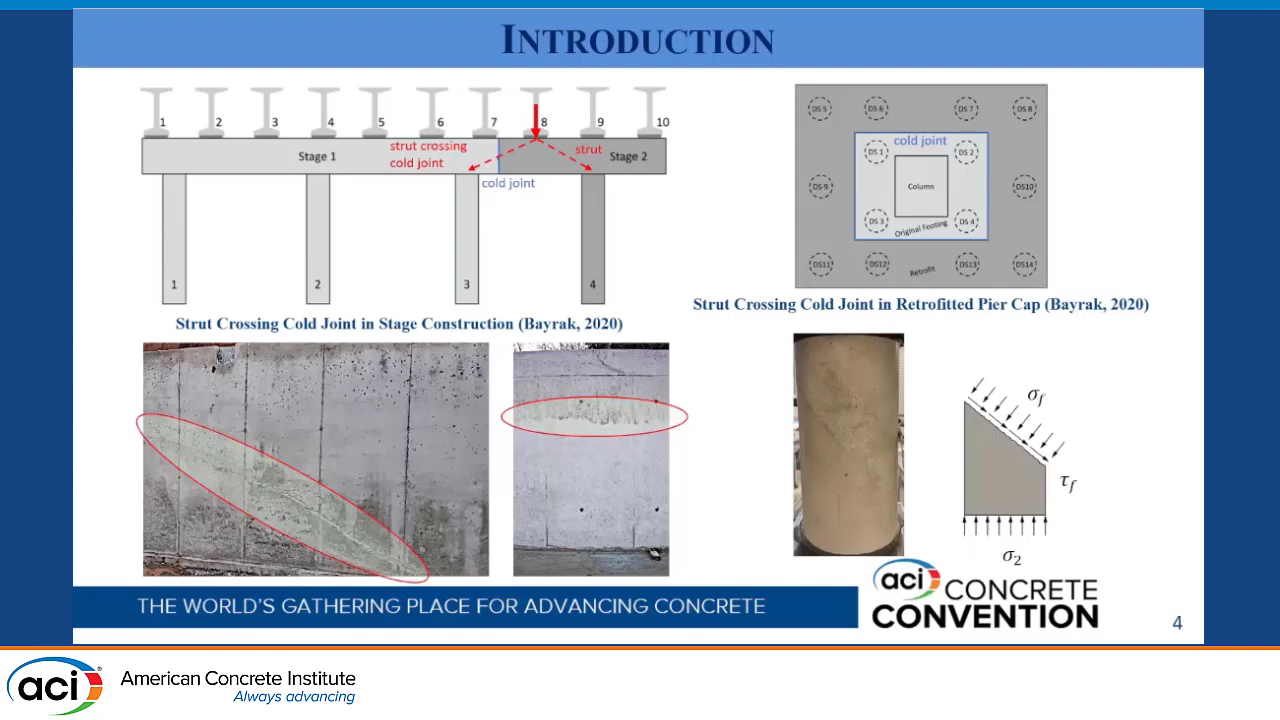 INTRODUCTION
1 2 3 4 5 6 7 8 9 10
Stage 1
strut crossing
cold joint
strut
Stage 2
cold joint
1 2 3 4
Strut Crossing Cold Joint in Stage Construction (Bayrak, 2020)
DS 5 DS 6 DS 7 DS 8
cold joint
DS 1 DS 2
DS 9 Column DS10
DS 3 Original Footing DS 4
DS11 DS12 Retrofit DS13 DS14
Strut Crossing Cold Joint in Retrofitted Pier Cap (Bayrak, 2020)
σf
τf
σ2
THE WORLD'S GATHERING PLACE FOR ADVANCING CONCRETE
aci CONCRETE
CONVENTION
4
aci® American Concrete Institute
Always advancing